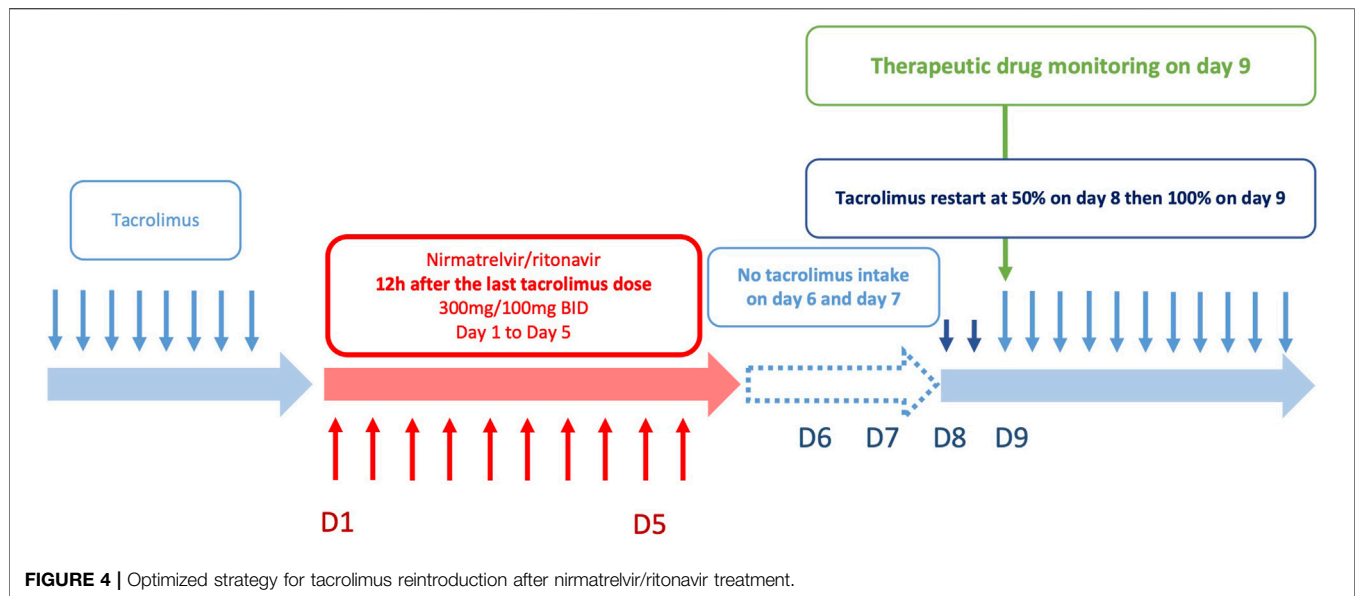 Therapeutic drug monitoring on day 9
Tacrolimus
Tacrolimus restart at 50% on day 8 then 100% on day 9
Nirmatrelvir/ritonavir
12h after the last tacrolimus dose
300mg/100mg BID
Day 1 to Day 5
No tacrolimus intake
on day 6 and day 7
D6 D7 D8 D9
D1 D5
FIGURE 4 | Optimized strategy for tacrolimus reintroduction after nirmatrelvir/ritonavir treatment.